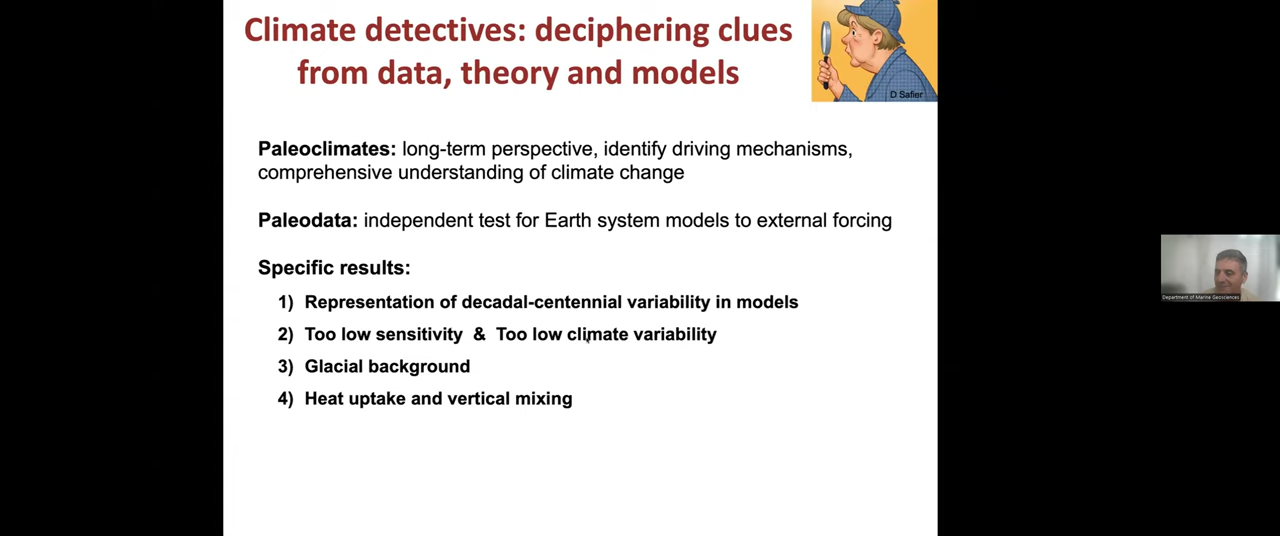 Climate detectives: deciphering clues
from data, theory and models
D Safier
Paleoclimates: long-term perspective, identify driving mechanisms,
comprehensive understanding of climate change
Paleodata: independent test for Earth system models to external forcing
Specific results:
1) Representation of decadal-centennial variability in models
2) Too low sensitivity & Too low climate variability
3) Glacial background
4) Heat uptake and vertical mixing
Department of Marine Geosciences